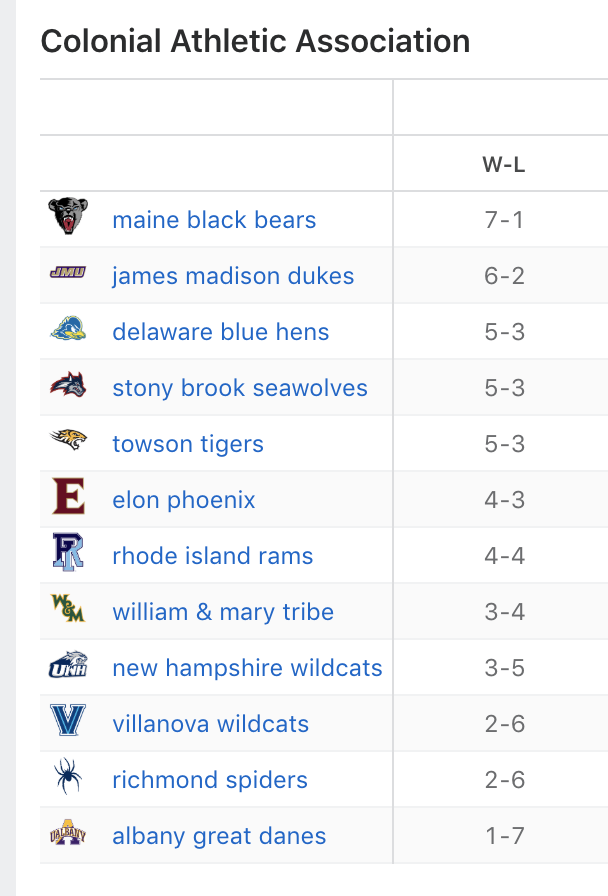 Colonial Athletic Association
W-L
maine black bears 7-1
JMU james madison dukes 6-2
delaware blue hens 5-3
stony brook seawolves 5-3
towson tigers 5-3
E elon phoenix 4-3
R rhode island rams 4-4
W&M william & mary tribe 3-4
UNH new hampshire wildcats 3-5
V villanova wildcats 2-6
richmond spiders 2-6
UALBANY albany great danes 1-7